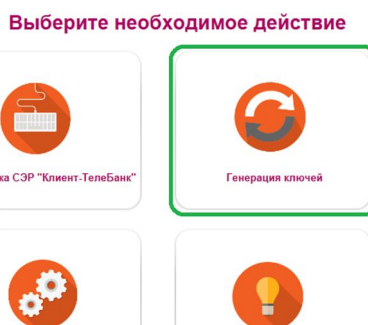 Выберите необходимое действие
ка СЭР "Клиент-ТелеБанк"
Генерация ключей